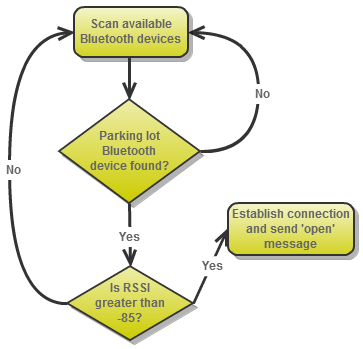 Scan available
Bluetooth devices
No
Parking lot
Bluetooth
device found?
No
Yes
Establish connection
and send 'open'
message
Yes
Is RSSI
greater than
-85?